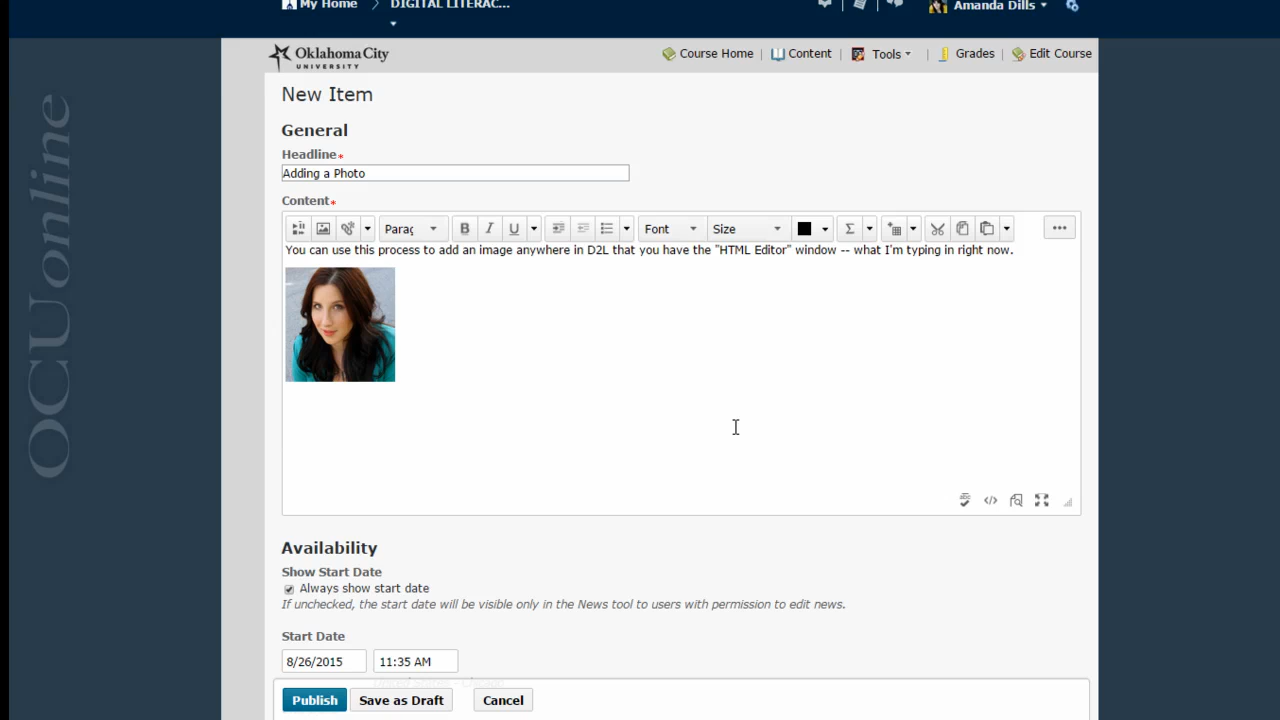 My Home
DIGITAL LITERAC...
Amanda Dills
Oklahoma City
UNIVERSITY
Course Home
Content
Tools
Grades
Edit Course
OCUonline
New Item
General
Headline*
Adding a Photo
Content*
Parag
B I U
Font
Size
You can use this process to add an image anywhere in D2L that you have the "HTML Editor" window -- what I'm typing in right now.
Availability
Show Start Date
Always show start date
If unchecked, the start date will be visible only in the News tool to users with permission to edit news.
Start Date
8/26/2015
11:35 AM
United States - Chicago
Publish
Save as Draft
Cancel